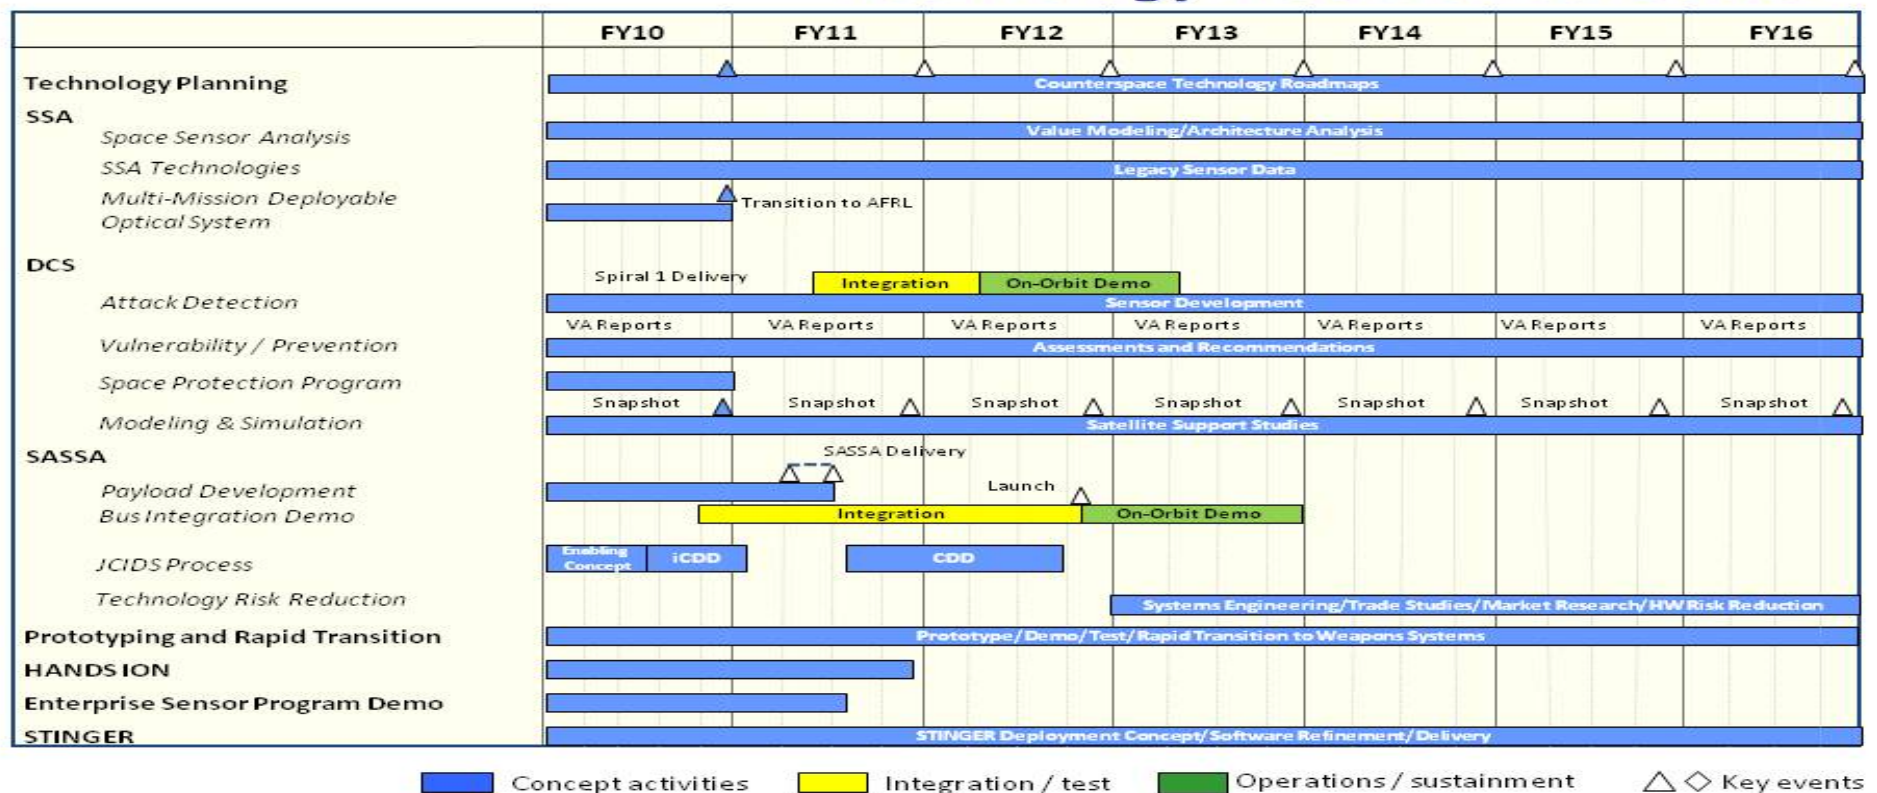 FY10 FY11 FY12 FY13 FY14 FY15 FY16
Technology Planning
Counterspace Technology Roadmaps
SSA
Space Sensor Analysis
Value Modeling/Architecture Analysis
SSA Technologies
Legacy Sensor Data
Multi-Mission Deployable
Optical System
Transition to AFRL
DCS
Spiral 1 Delivery
Integration
On-Orbit Demo
Attack Detection
Sensor Development
VA Reports VA Reports VA Reports VA Reports VA Reports VA Reports VA Reports
Vulnerability / Prevention
Assessments and Recommendations
Space Protection Program
Snapshot Snapshot Snapshot Snapshot Snapshot Snapshot Snapshot
Modeling & Simulation
Satellite Support Studies
SASSA
SASSA Delivery
Payload Development
Launch
Bus Integration Demo
Integration
On-Orbit Demo
JCIDS Process
Enabling
Concept
iCDD
CDD
Technology Risk Reduction
Systems Engineering/Trade Studies/Market Research/HW Risk Reduction
Prototyping and Rapid Transition
Prototype/Demo/Test/Rapid Transition to Weapons Systems
HANDS ION
Enterprise Sensor Program Demo
STINGER
STINGER Deployment Concept/Software Refinement/Delivery
Concept activities
Integration / test
Operations / sustainment
Key events